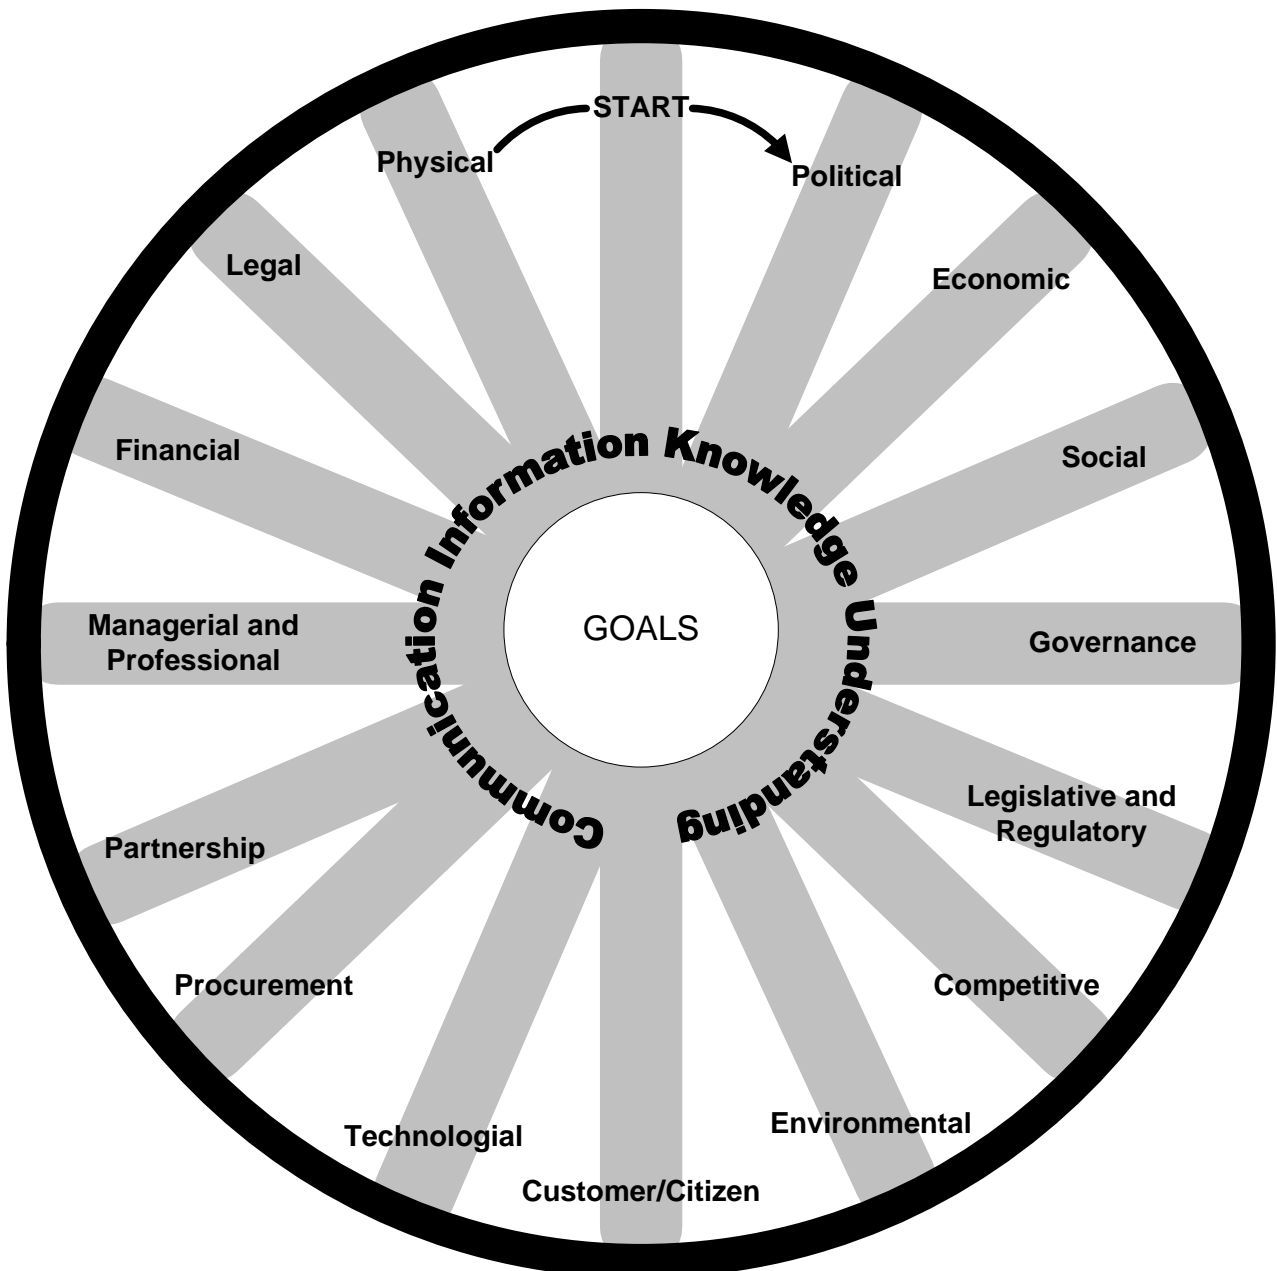 START
Political
Economic
Social
Governance
Legislative and
Regulatory
Competitive
Environmental
Customer/Citizen
Technologial
Procurement
Partnership
Managerial and
Professional
Financial
Legal
Physical
Communication Information Knowledge Understanding
GOALS